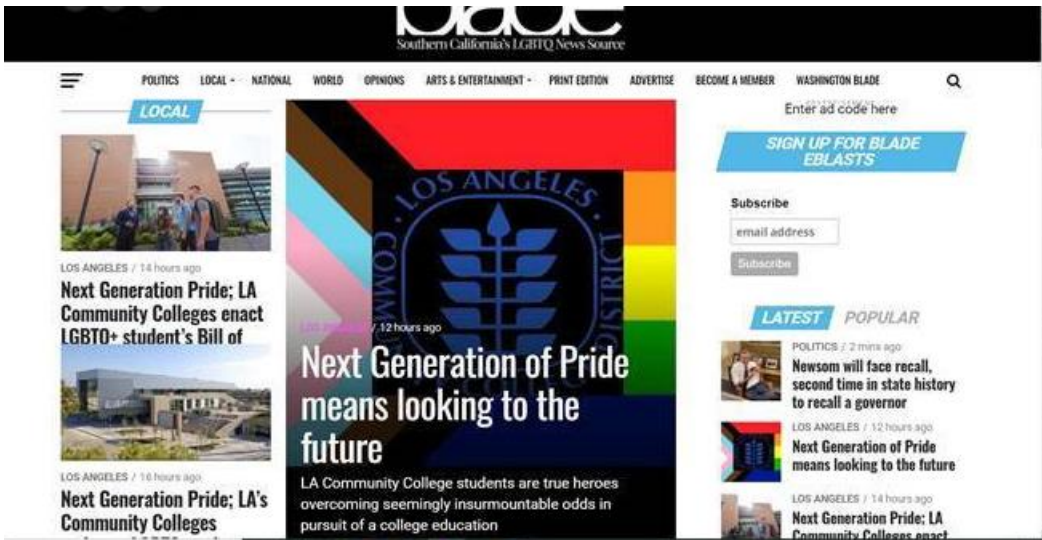 blade
Southern California's LGBTQ News Source
POLITICS LOCAL NATIONAL WORLD OPINIONS ARTS & ENTERTAINMENT PRINT EDITION ADVERTISE BECOME A MEMBER WASHINGTON BLADE
LOCAL
LOS ANGELES / 14 hours ago
Next Generation Pride; LA
Community Colleges enact
LGBTQ+ student's Bill of
LOS ANGELES / 16 hours ago
Next Generation Pride; LA's
Community Colleges
LOS ANGELES
COMMUNITY
DISTRICT
COLLEGE
LOS ANGELES / 12 hours ago
Next Generation of Pride
means looking to the
future
LA Community College students are true heroes
overcoming seemingly insurmountable odds in
pursuit of a college education
Enter ad code here
SIGN UP FOR BLADE
EBLASTS
Subscribe
email address
Subscribe
LATEST POPULAR
POLITICS / 2 mins ago
Newsom will face recall,
second time in state history
to recall a governor
LOS ANGELES / 12 hours ago
Next Generation of Pride
means looking to the future
LOS ANGELES / 14 hours ago
Next Generation Pride; LA
Community Colleges enact